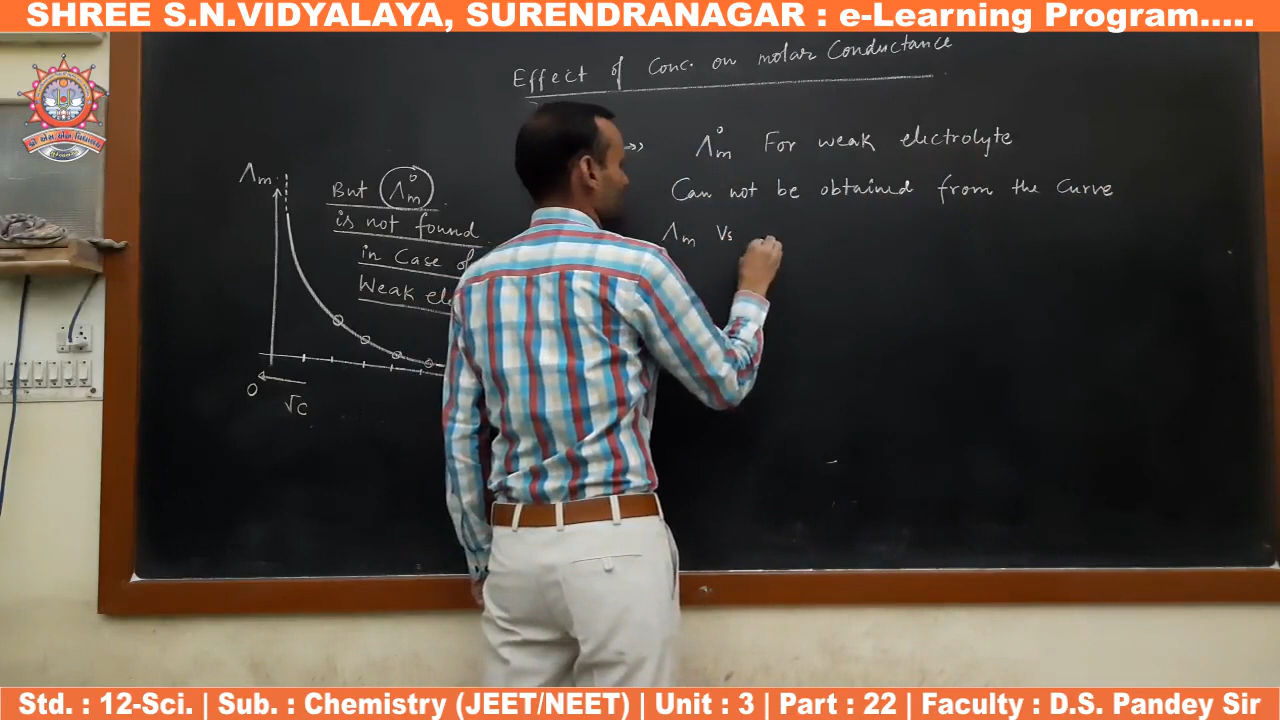 SHREE S.N.VIDYALAYA, SURENDRANAGAR : e-Learning Program.....
Effect of Conc. on molar Conductance
Λ°m For weak electrolyte
Can not be obtained from the Curve
Λm Vs
Λm
But Λ°m
is not found
in Case of
Weak ele
0
√C
Std. : 12-Sci. | Sub. : Chemistry (JEET/NEET) | Unit : 3 | Part : 22 | Faculty : D.S. Pandey Sir